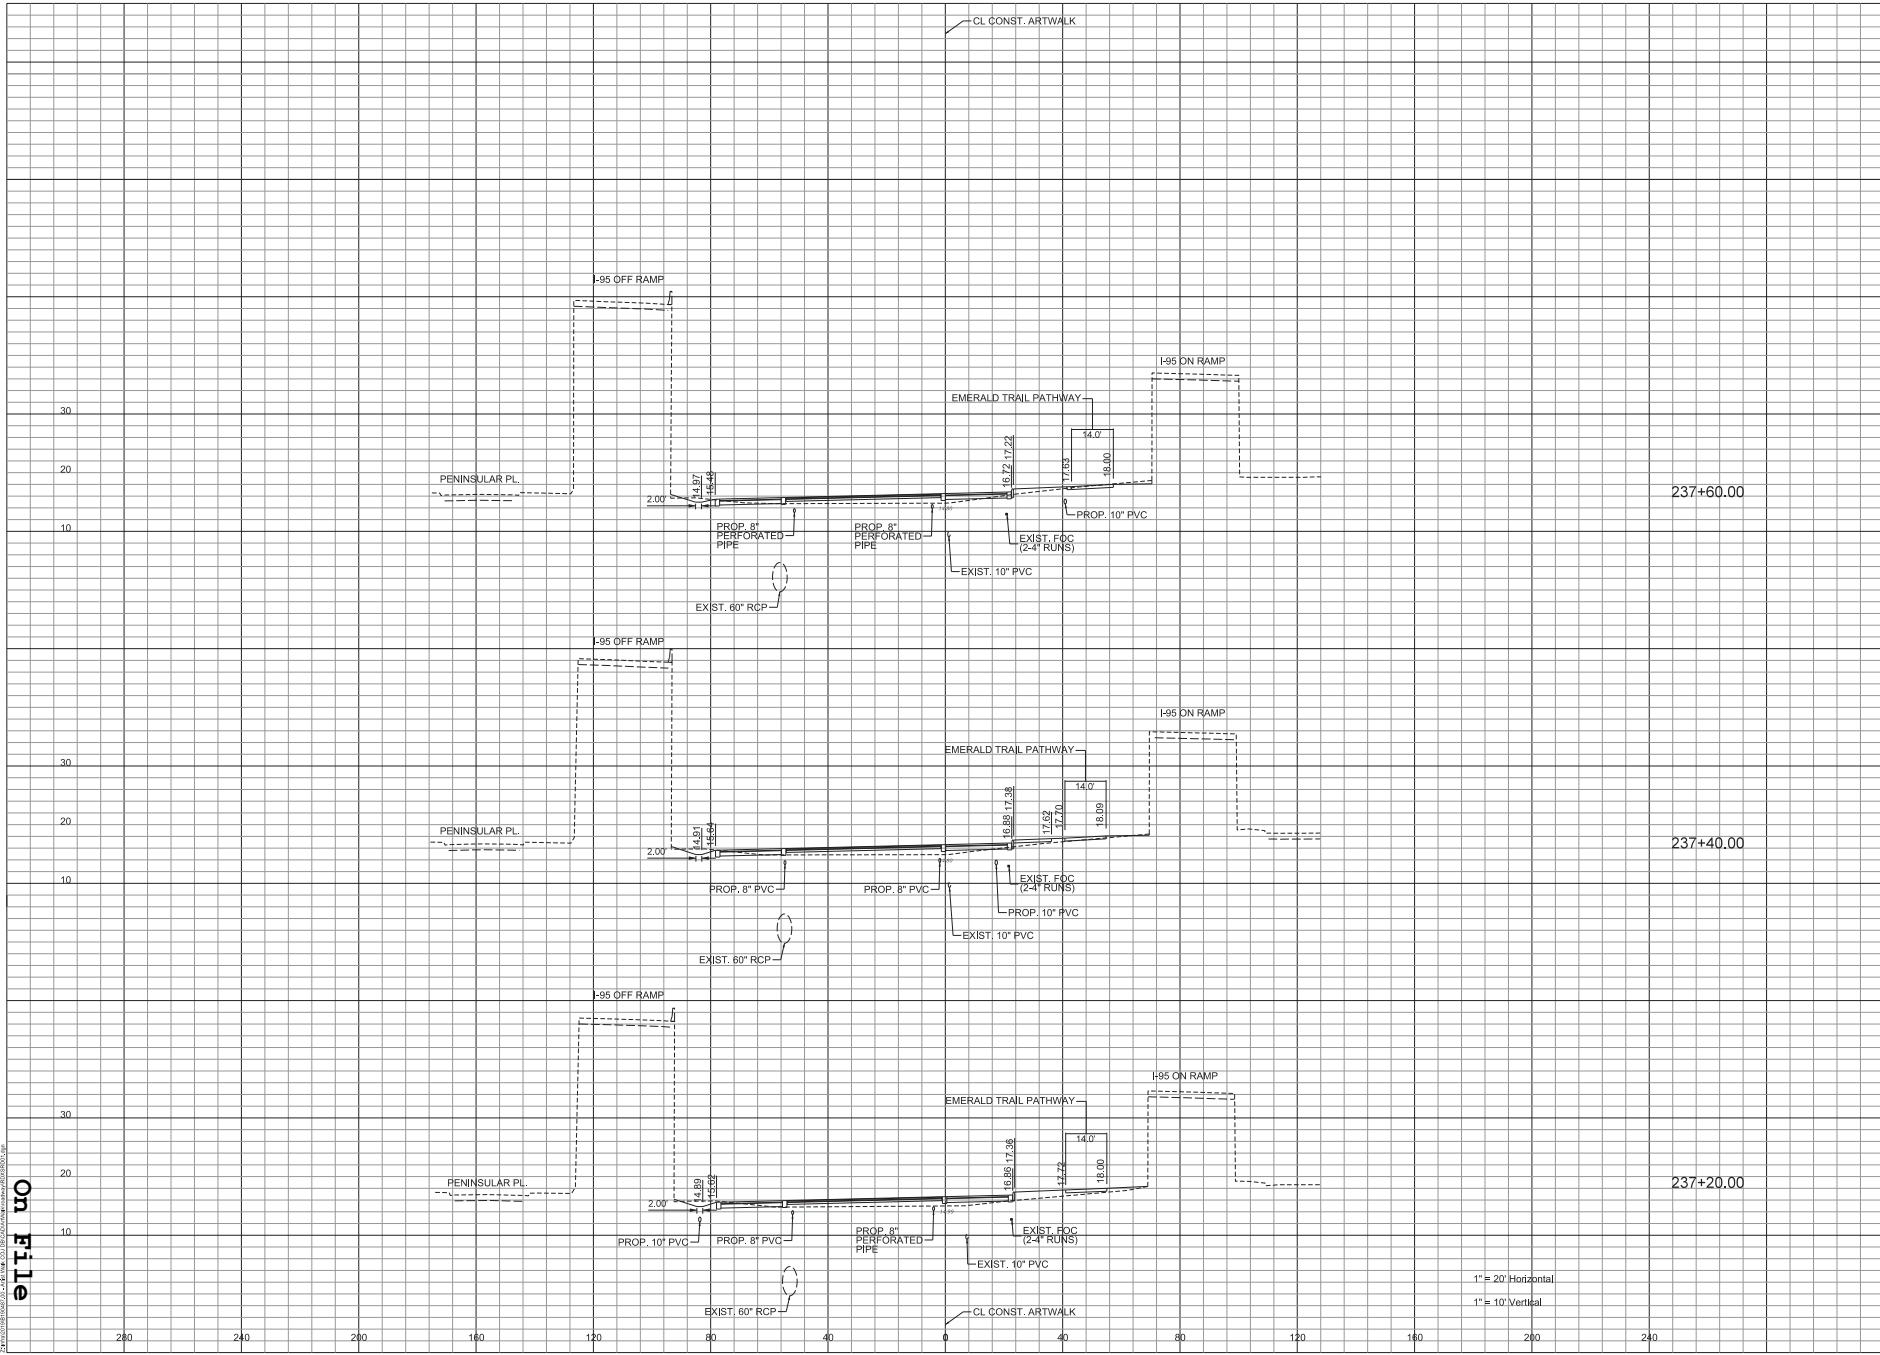 CL CONST. ARTWALK
I-95 OFF RAMP
I-95 ON RAMP
EMERALD TRAIL PATHWAY
14.0'
30
20
PENINSULAR PL.
2.00'
14.97
15.48
16.72
17.22
17.63
18.00
237+60.00
PROP. 8"
PERFORATED
PIPE
PROP. 8"
PERFORATED
PIPE
PROP. 10" PVC
EXIST. FOC
(2-4" RUNS)
10
EXIST. 10" PVC
EXIST. 60" RCP
I-95 OFF RAMP
I-95 ON RAMP
EMERALD TRAIL PATHWAY
30
14.0'
20
PENINSULAR PL.
2.00'
14.91
15.64
16.88
17.38
17.62
17.70
18.09
237+40.00
10
PROP. 8" PVC
PROP. 8" PVC
EXIST. FOC
(2-4" RUNS)
PROP. 10" PVC
EXIST. 10" PVC
EXIST. 60" RCP
I-95 OFF RAMP
I-95 ON RAMP
EMERALD TRAIL PATHWAY
30
14.0'
20
PENINSULAR PL.
2.00'
14.89
15.62
16.86
17.36
17.72
18.00
237+20.00
10
PROP. 10" PVC
PROP. 8" PVC
PROP. 8"
PERFORATED
PIPE
EXIST. FOC
(2-4" RUNS)
EXIST. 10" PVC
EXIST. 60" RCP
CL CONST. ARTWALK
1" = 20' Horizontal
1" = 10' Vertical
280 240 200 160 120 80 40 0 40 80 120 160 200 240
On File